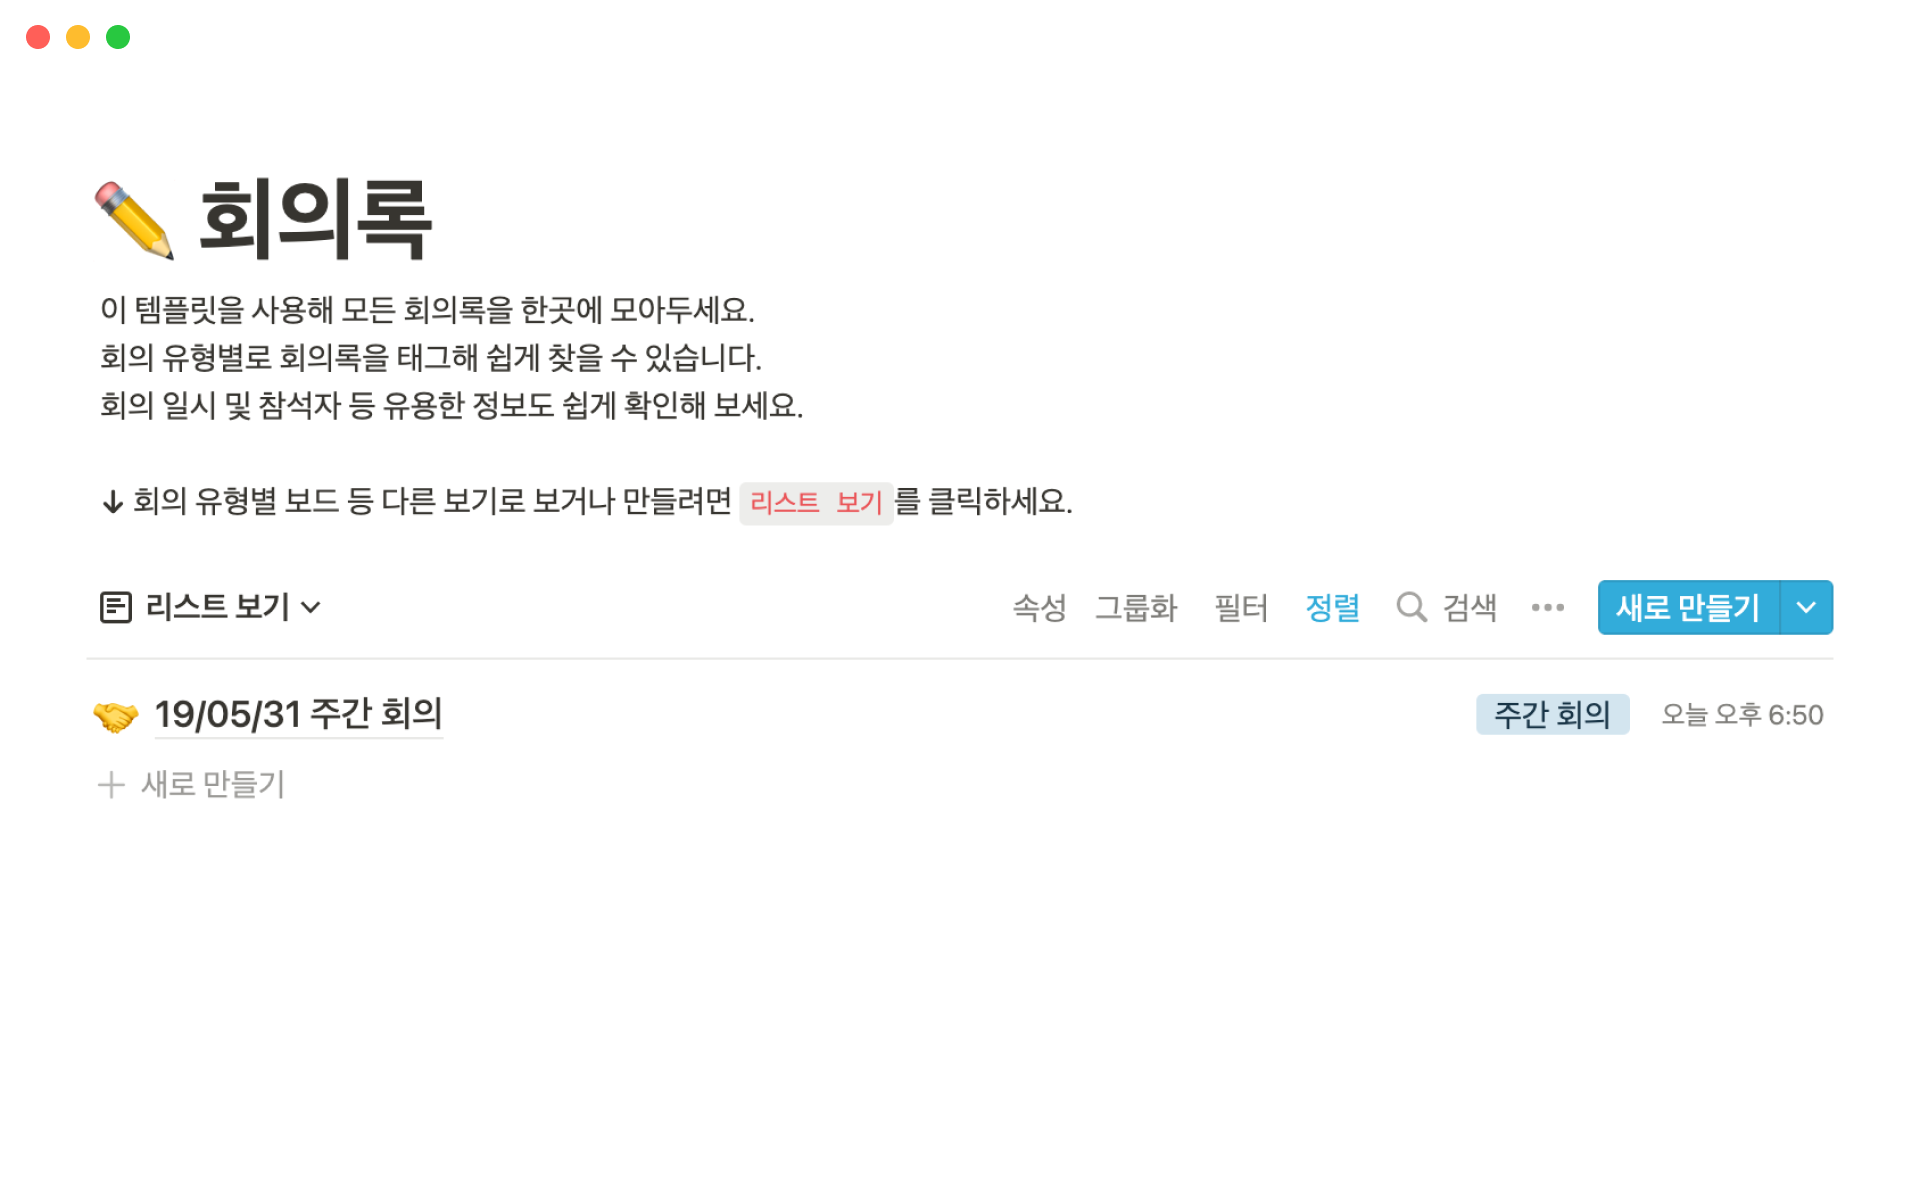 회의록
이 템플릿을 사용해 모든 회의록을 한곳에 모아두세요.
회의 유형별로 회의록을 태그해 쉽게 찾을 수 있습니다.
회의 일시 및 참석자 등 유용한 정보도 쉽게 확인해 보세요.
↓ 회의 유형별 보드 등 다른 보기로 보거나 만들려면 리스트 보기를 클릭하세요.
리스트 보기 속성 그룹화 필터 정렬 검색 ••• 새로 만들기
19/05/31 주간 회의 주간 회의 오늘 오후 6:50
+ 새로 만들기